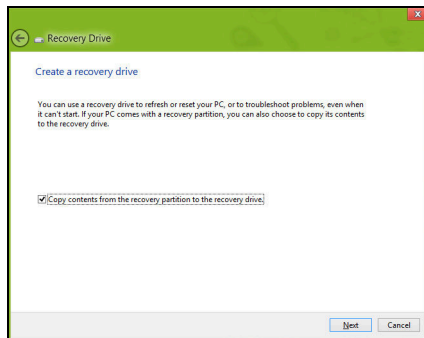 Recovery Drive
Create a recovery drive
You can use a recovery drive to refresh or reset your PC, or to troubleshoot problems, even when
it can't start. If your PC comes with a recovery partition, you can also choose to copy its contents
to the recovery drive.
Copy contents from the recovery partition to the recovery drive.
Next Cancel